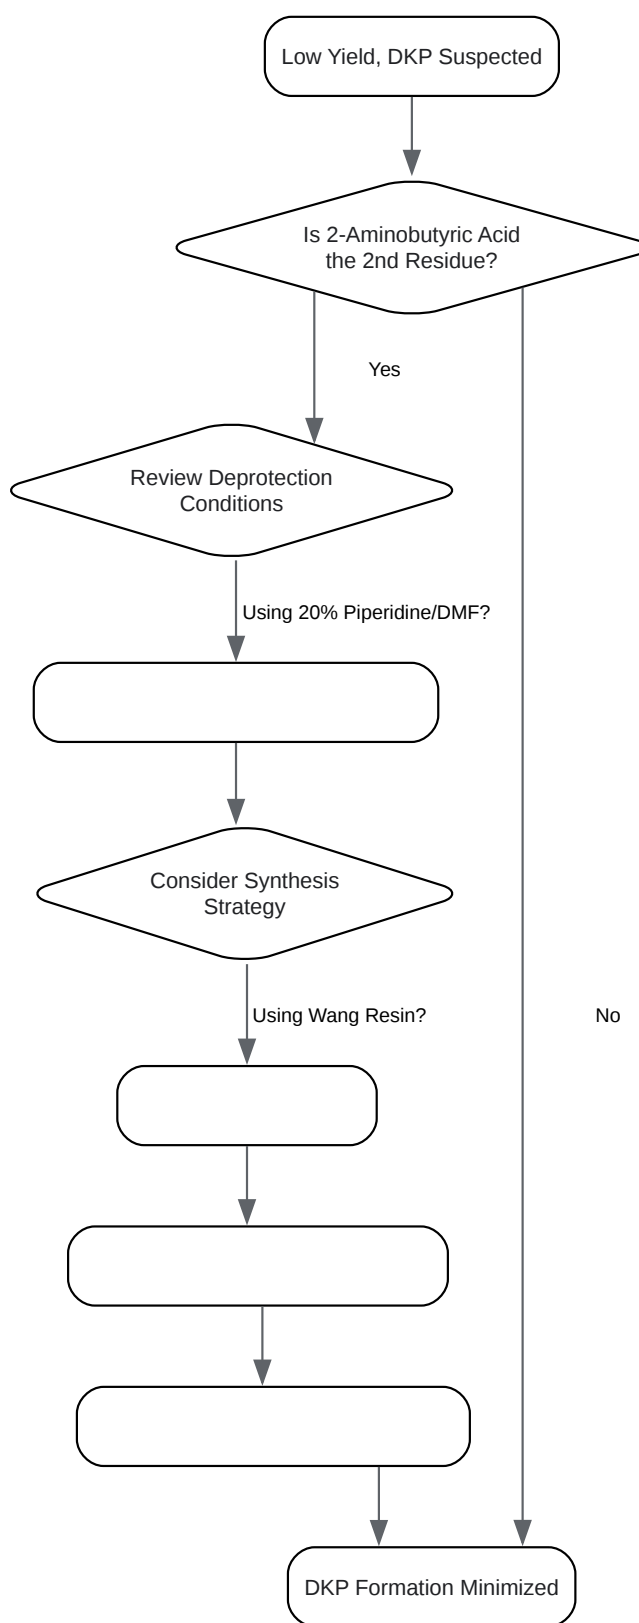 Low Yield, DKP Suspected
Is 2-Aminobutyric Acid
the 2nd Residue?
Yes
Review Deprotection
Conditions
Using 20% Piperidine/DMF?
Consider Synthesis
Strategy
Using Wang Resin?
No
DKP Formation Minimized